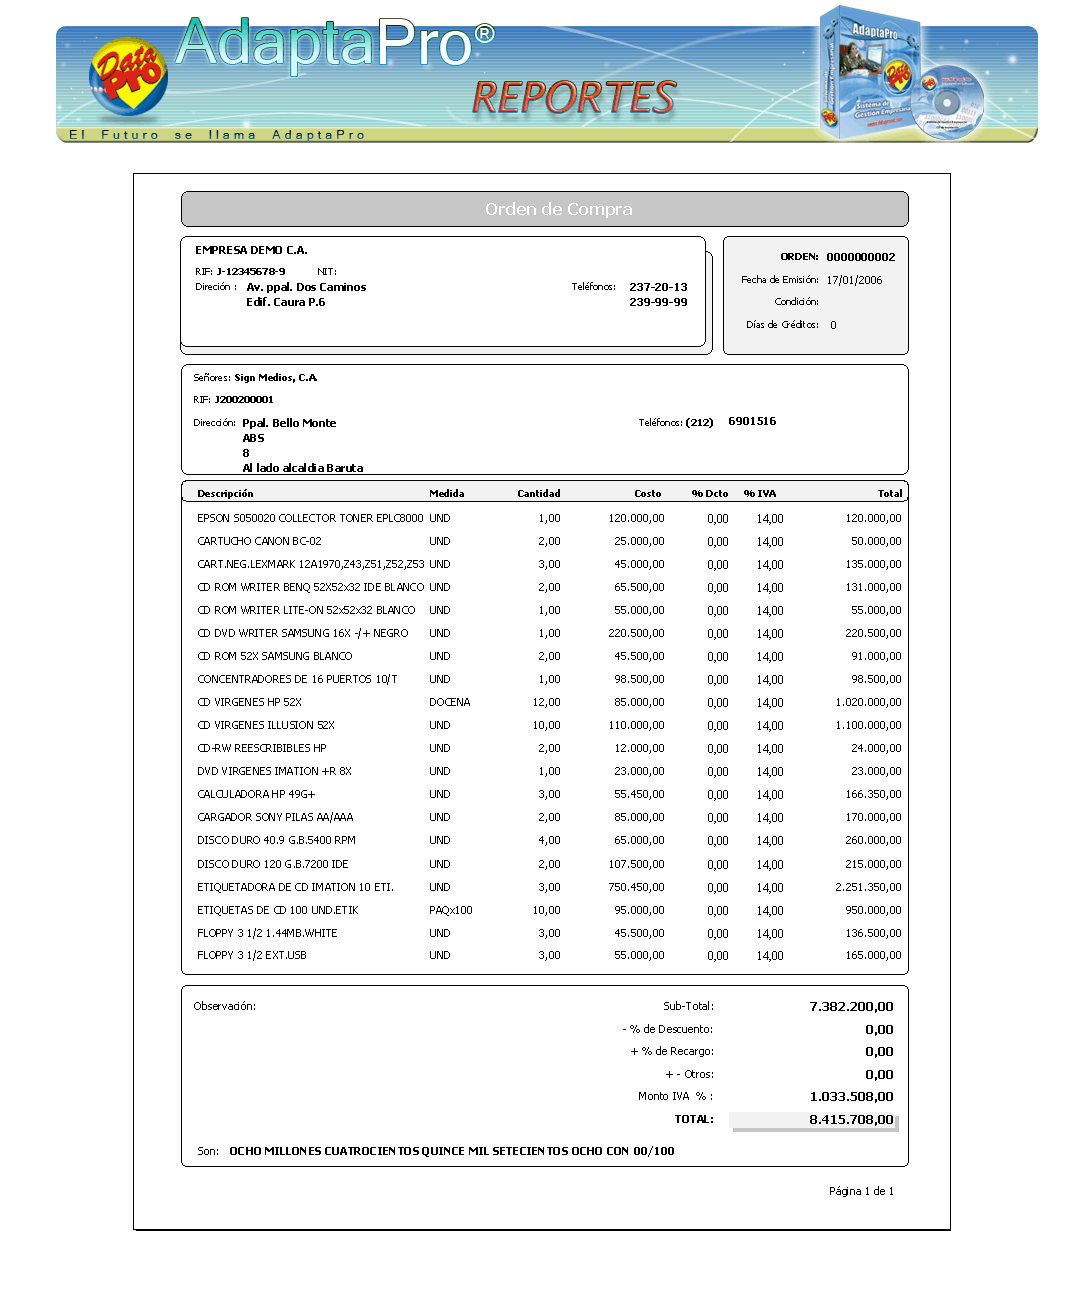 AdaptaPro®
Data Pro
REPORTES
El Futuro se llama AdaptaPro
AdaptaPro
Sistema de Gestión Empresarial
Orden de Compra
EMPRESA DEMO C.A.
RIF: J-12345678-9 NIT:
Direción : Av. ppal. Dos Caminos Teléfonos: 237-20-13
Edif. Caura P.6 239-99-99
ORDEN: 0000000002
Fecha de Emisión: 17/01/2006
Condición:
Días de Créditos: 0
Señores: Sign Medios, C.A
RIF: J200200001
Dirección: Ppal. Bello Monte Teléfonos: (212) 6901516
ABS
8
Al lado alcaldia Baruta
Descripción Medida Cantidad Costo % Dcto % IVA Total
EPSON S050020 COLLECTOR TONER EPLC8000 UND 1,00 120.000,00 0,00 14,00 120.000,00
CARTUCHO CANON BC-02 UND 2,00 25.000,00 0,00 14,00 50.000,00
CART.NEG.LEXMARK 12A1970,Z43,Z51,Z52,Z53 UND 3,00 45.000,00 0,00 14,00 135.000,00
CD ROM WRITER BENQ 52X52x32 IDE BLANCO UND 2,00 65.500,00 0,00 14,00 131.000,00
CD ROM WRITER LITE-ON 52x52x32 BLANCO UND 1,00 55.000,00 0,00 14,00 55.000,00
CD DVD WRITER SAMSUNG 16X -/+ NEGRO UND 1,00 220.500,00 0,00 14,00 220.500,00
CD ROM 52X SAMSUNG BLANCO UND 2,00 45.500,00 0,00 14,00 91.000,00
CONCENTRADORES DE 16 PUERTOS 10/T UND 1,00 98.500,00 0,00 14,00 98.500,00
CD VIRGENES HP 52X DOCENA 12,00 85.000,00 0,00 14,00 1.020.000,00
CD VIRGENES ILLUSION 52X UND 10,00 110.000,00 0,00 14,00 1.100.000,00
CD-RW REESCRIBIBLES HP UND 2,00 12.000,00 0,00 14,00 24.000,00
DVD VIRGENES IMATION +R 8X UND 1,00 23.000,00 0,00 14,00 23.000,00
CALCULADORA HP 49G+ UND 3,00 55.450,00 0,00 14,00 166.350,00
CARGADOR SONY PILAS AA/AAA UND 2,00 85.000,00 0,00 14,00 170.000,00
DISCO DURO 40.9 G.B.5400 RPM UND 4,00 65.000,00 0,00 14,00 260.000,00
DISCO DURO 120 G.B.7200 IDE UND 2,00 107.500,00 0,00 14,00 215.000,00
ETIQUETADORA DE CD IMATION 10 ETI. UND 3,00 750.450,00 0,00 14,00 2.251.350,00
ETIQUETAS DE CD 100 UND.ETIK PAQx100 10,00 95.000,00 0,00 14,00 950.000,00
FLOPPY 3 1/2 1.44MB.WHITE UND 3,00 45.500,00 0,00 14,00 136.500,00
FLOPPY 3 1/2 EXT.USB UND 3,00 55.000,00 0,00 14,00 165.000,00
Observación: Sub-Total: 7.382.200,00
- % de Descuento: 0,00
+ % de Recargo: 0,00
+ - Otros: 0,00
Monto IVA % : 1.033.508,00
TOTAL: 8.415.708,00
Son: OCHO MILLONES CUATROCIENTOS QUINCE MIL SETECIENTOS OCHO CON 00/100
Página 1 de 1